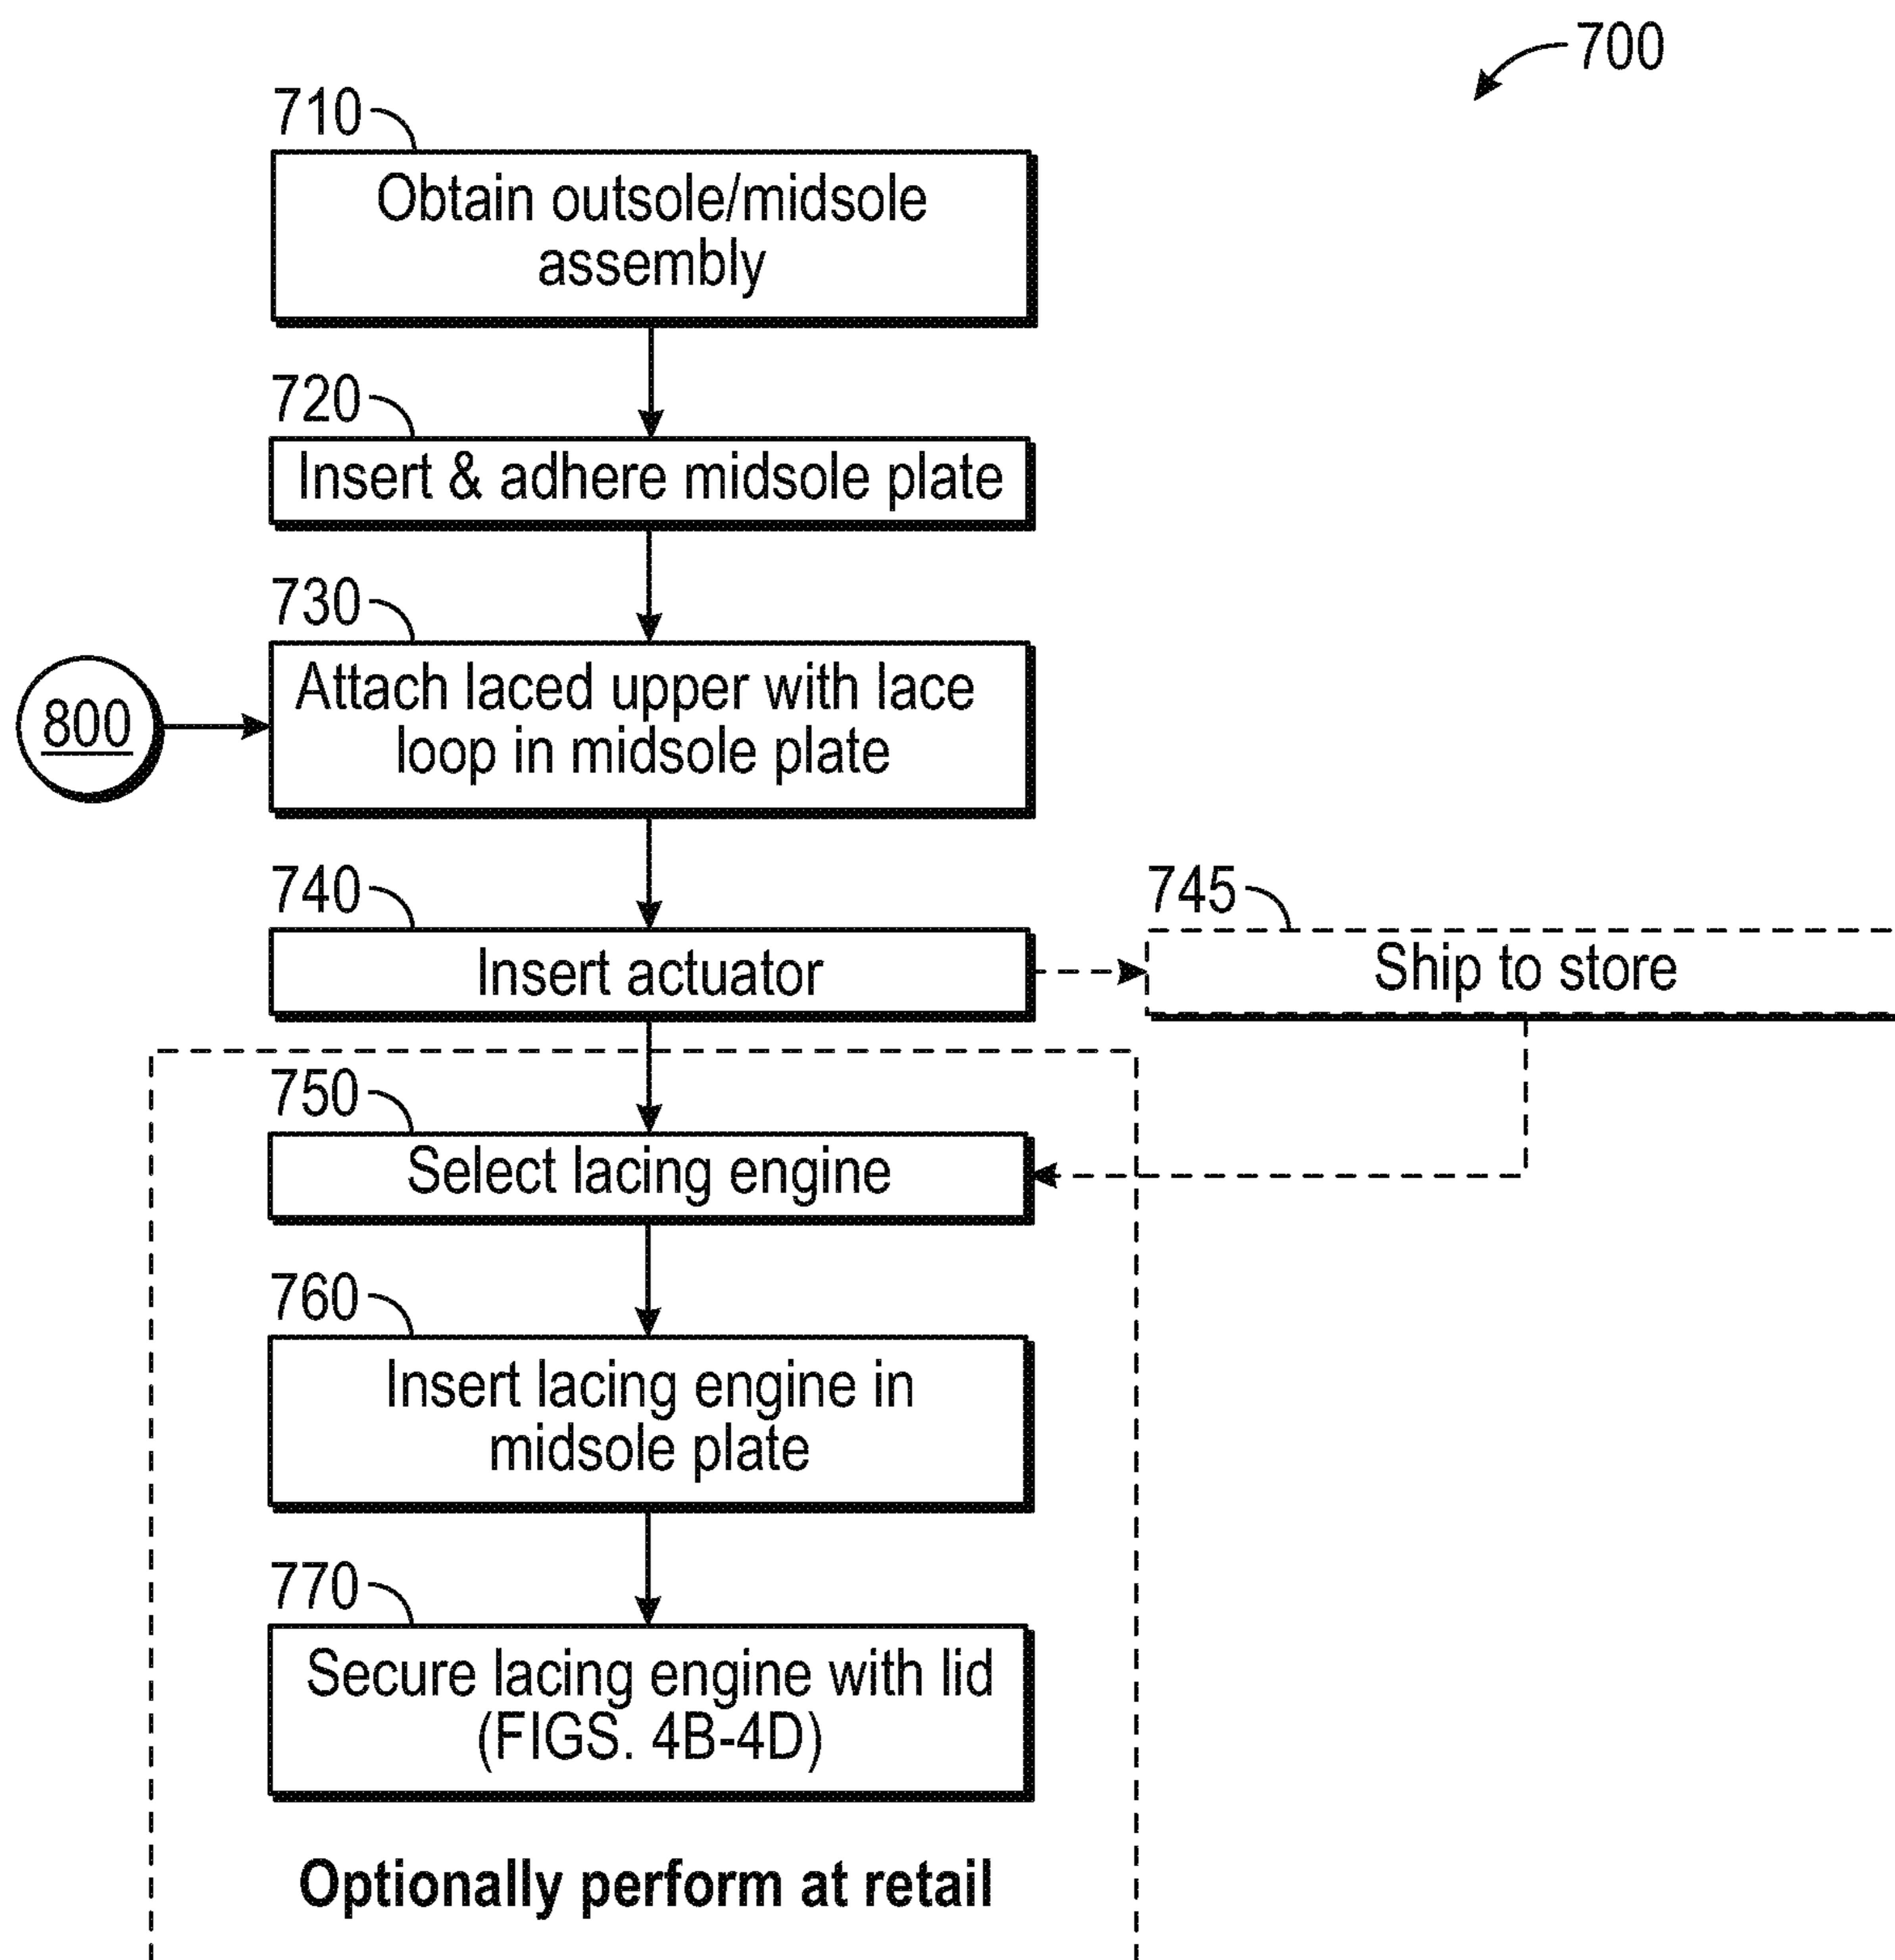 700
710
Obtain outsole/midsole
assembly
720
Insert & adhere midsole plate
730
800
Attach laced upper with lace
loop in midsole plate
740
Insert actuator
745
Ship to store
750
Select lacing engine
760
Insert lacing engine in
midsole plate
770
Secure lacing engine with lid
(FIGS. 4B-4D)
Optionally perform at retail